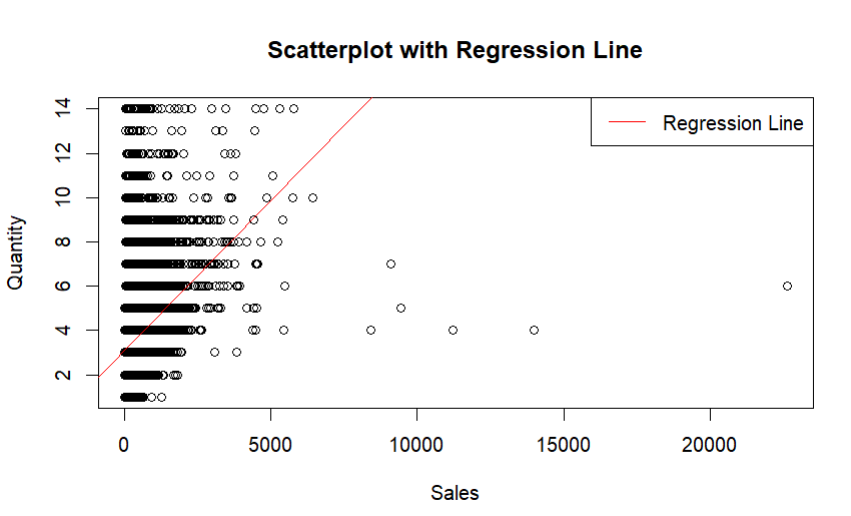 Scatterplot with Regression Line
Regression Line
14
12
10
8
6
4
2
Quantity
0 5000 10000 15000 20000
Sales